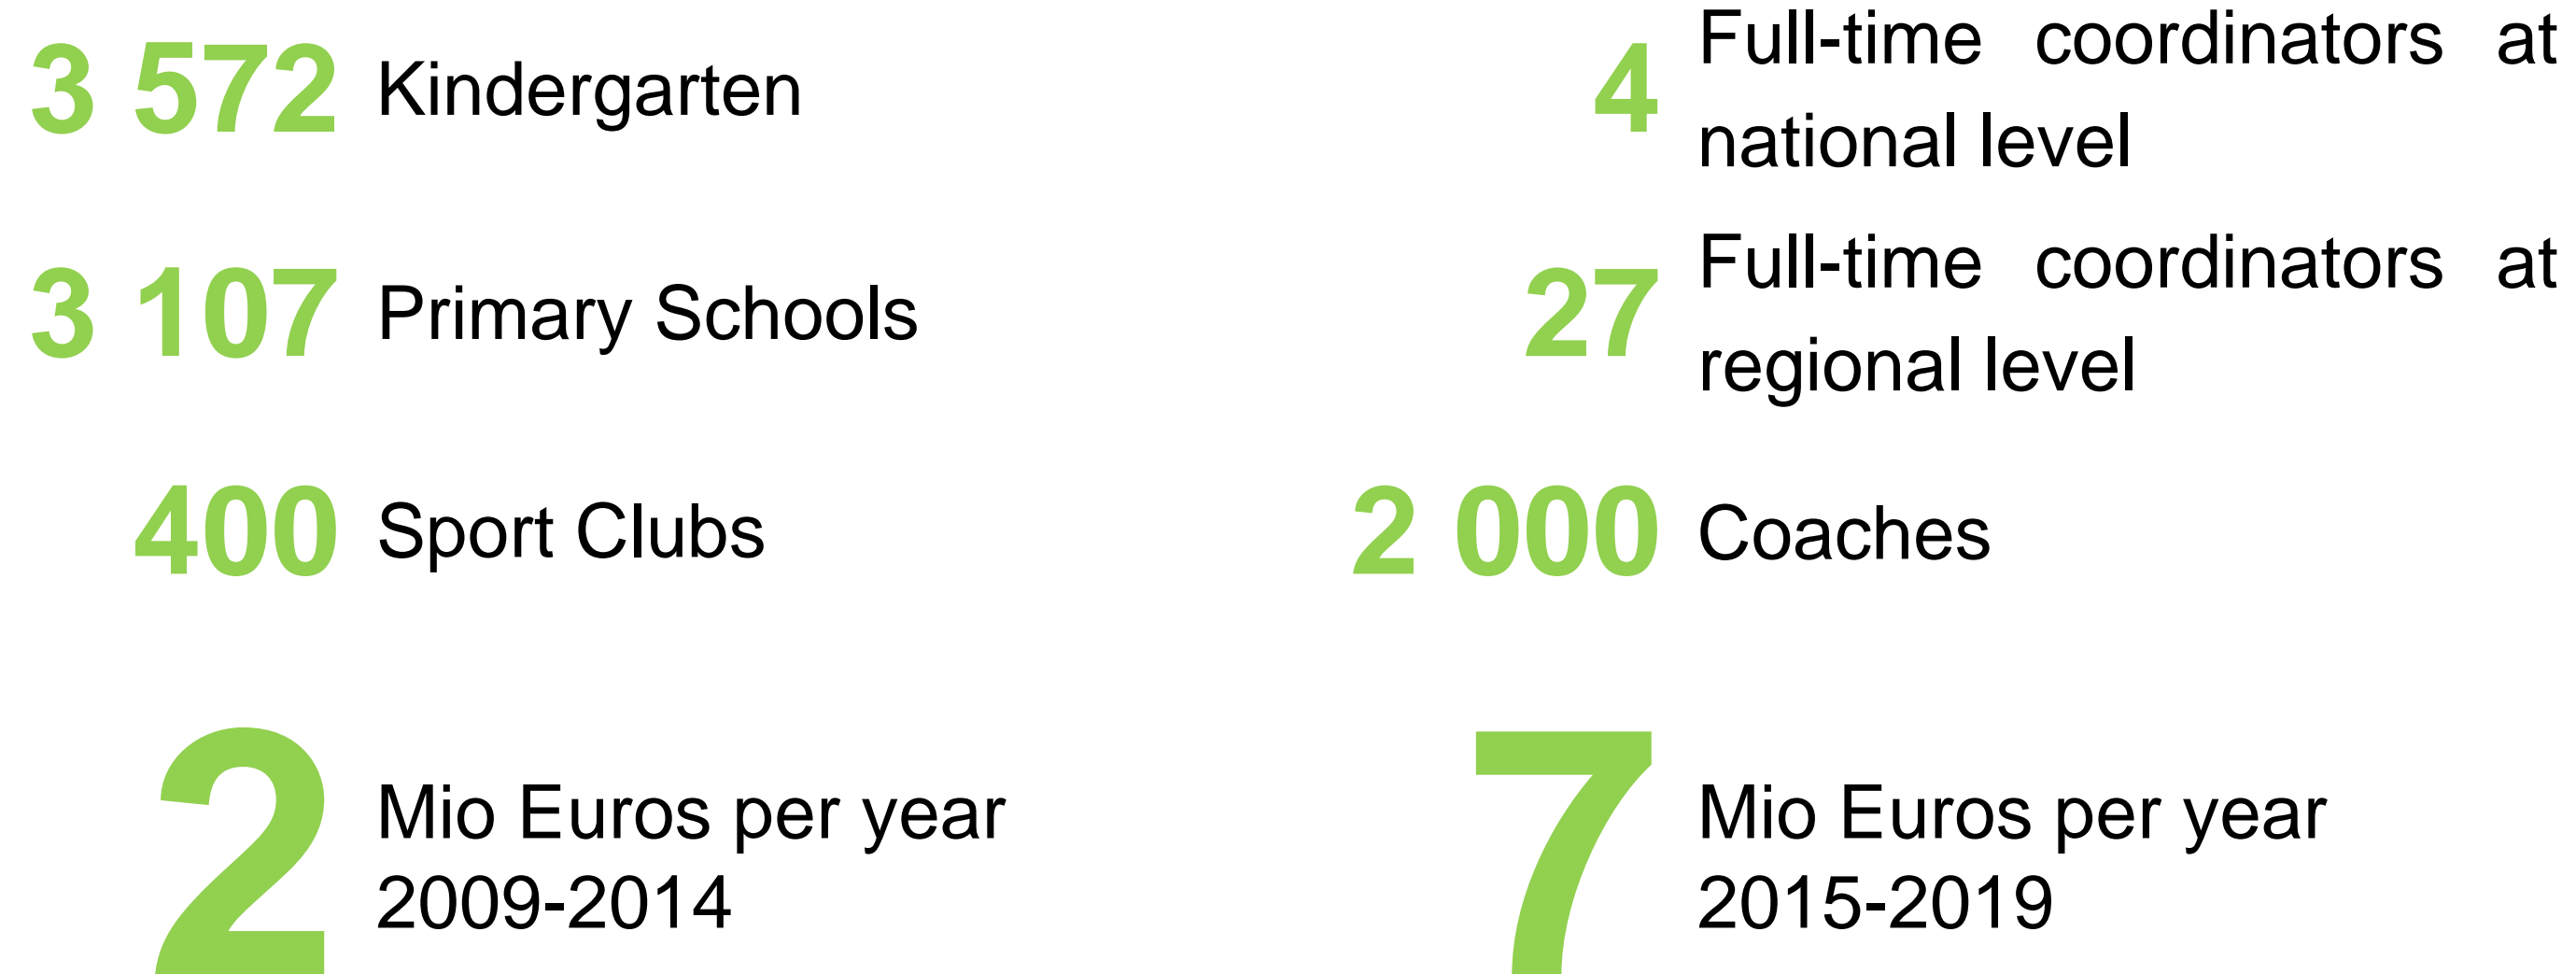 3 572 Kindergarten
3 107 Primary Schools
400 Sport Clubs
2 Mio Euros per year
2009-2014
4 Full-time coordinators at
national level
27 Full-time coordinators at
regional level
2 000 Coaches
7 Mio Euros per year
2015-2019